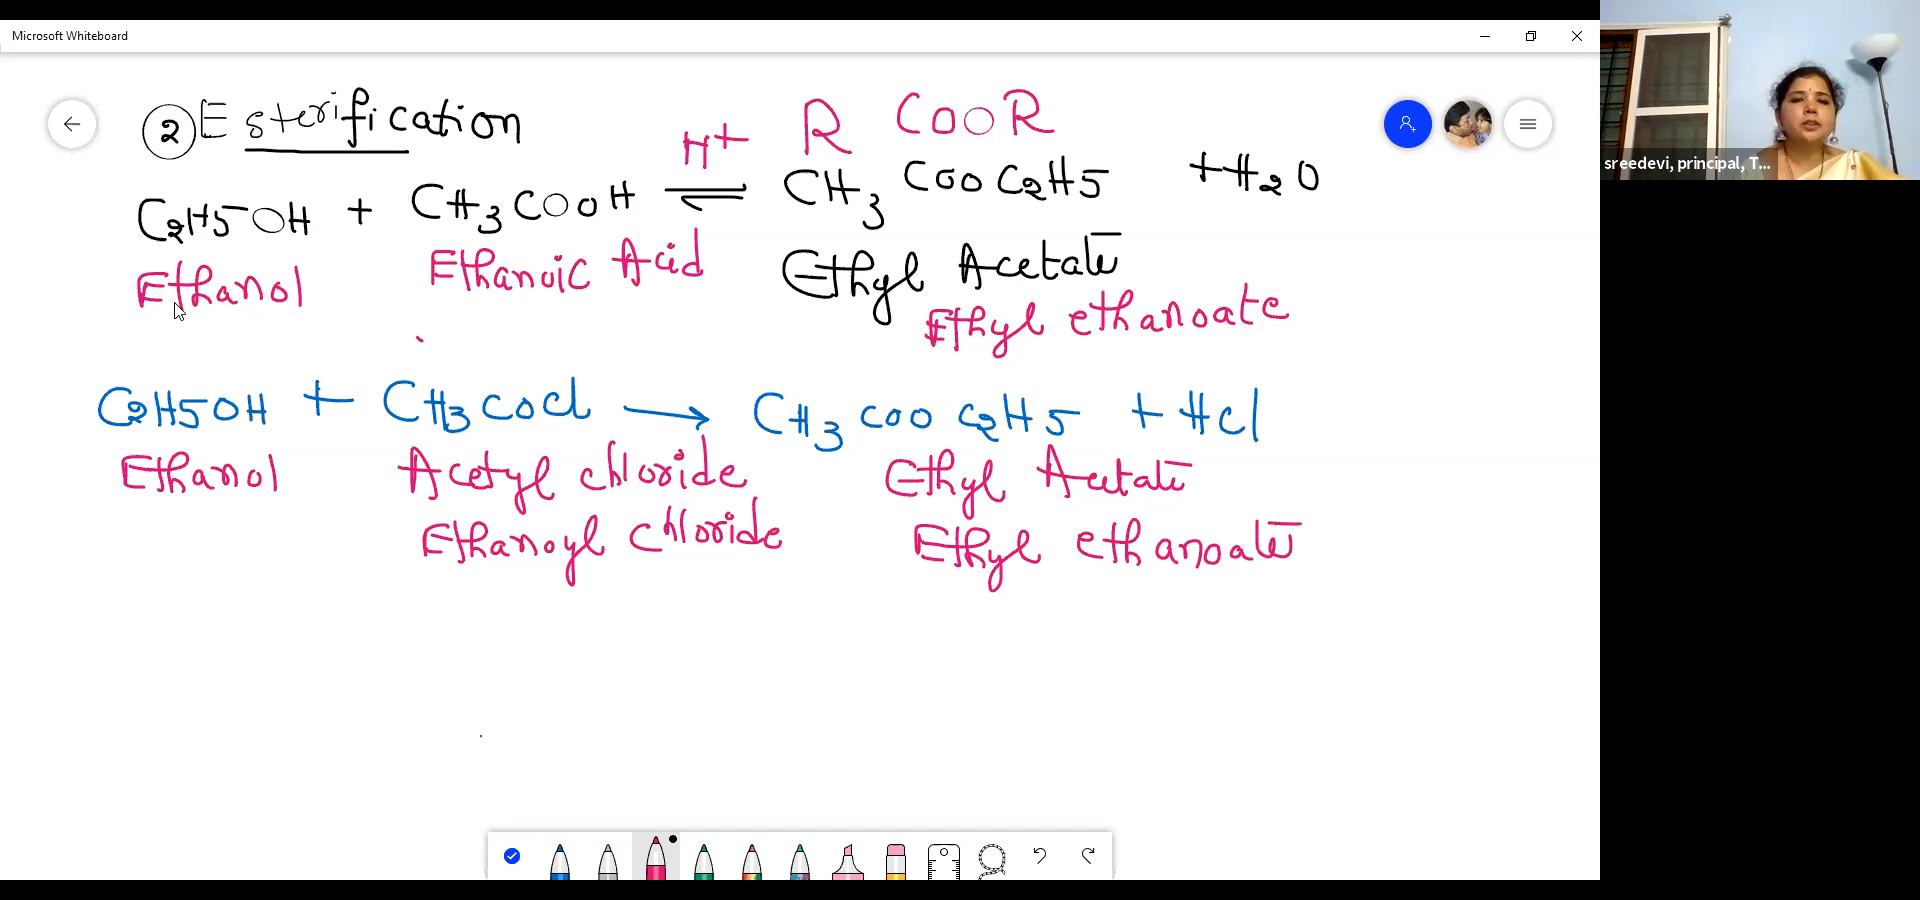 Microsoft Whiteboard
② Esterification
R COOR
C2H5OH + CH3COOH H+ ⇌ CH3COOC2H5 + H2O
Ethanol Ethanoic Acid Ethyl Acetate
Ethyl ethanoate
C2H5OH + CH3COCl → CH3COOC2H5 + HCl
Ethanol Acetyl chloride Ethyl Acetate
Ethanoyl chloride Ethyl ethanoate
sreedevi, principal, T...